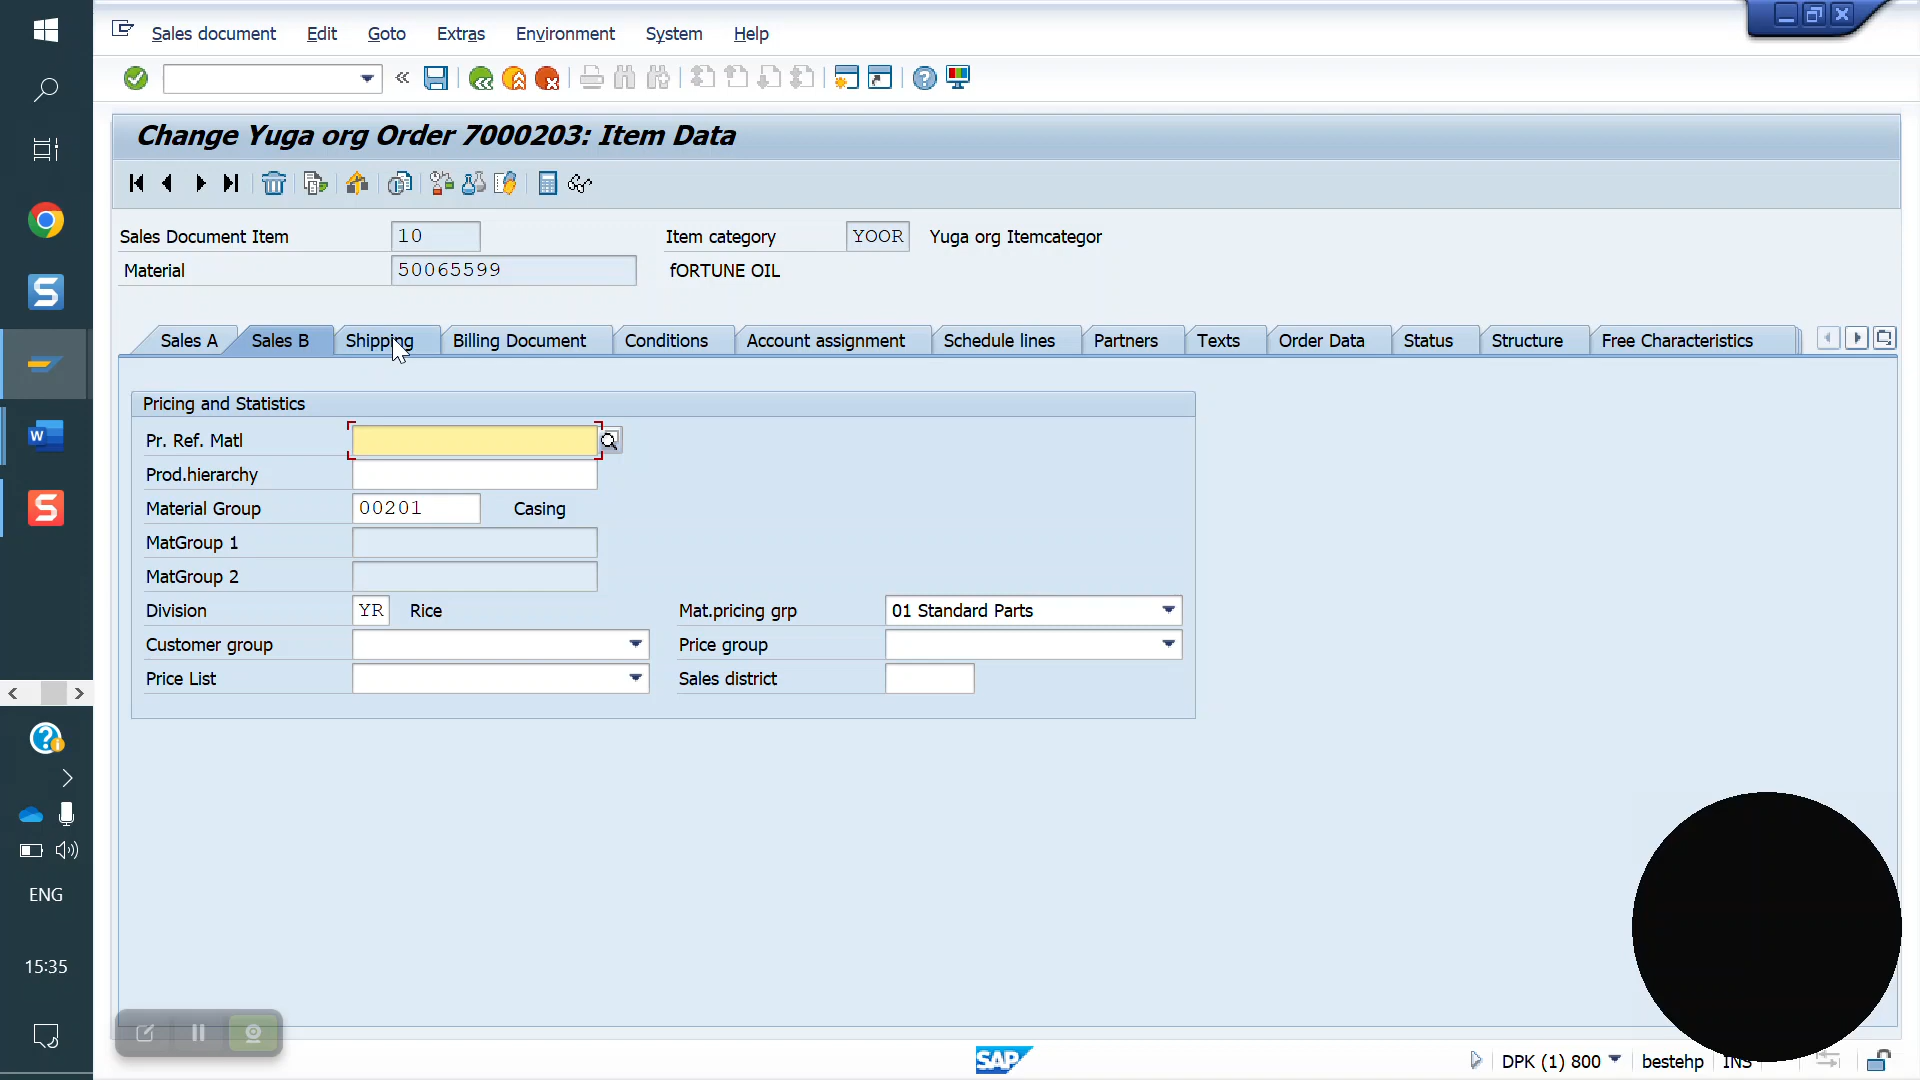 Sales document Edit Goto Extras Environment System Help
Change Yuga org Order 7000203: Item Data
Sales Document Item 10 Item category YOOR Yuga org Itemcategor
Material 50065599 fORTUNE OIL
Sales A Sales B Shipping Billing Document Conditions Account assignment Schedule lines Partners Texts Order Data Status Structure Free Characteristics
Pricing and Statistics
Pr. Ref. Matl
Prod.hierarchy
Material Group 00201 Casing
MatGroup 1
MatGroup 2
Division YR Rice Mat.pricing grp 01 Standard Parts
Customer group Price group
Price List Sales district
ENG
15:35
SAP DPK (1) 800 bestehp INS